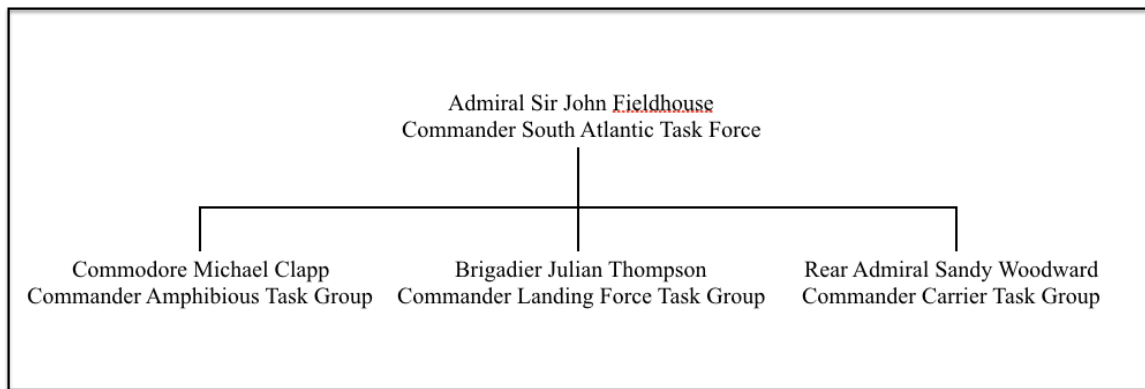 Admiral Sir John Fieldhouse
Commander South Atlantic Task Force
Commodore Michael Clapp
Commander Amphibious Task Group
Brigadier Julian Thompson
Commander Landing Force Task Group
Rear Admiral Sandy Woodward
Commander Carrier Task Group